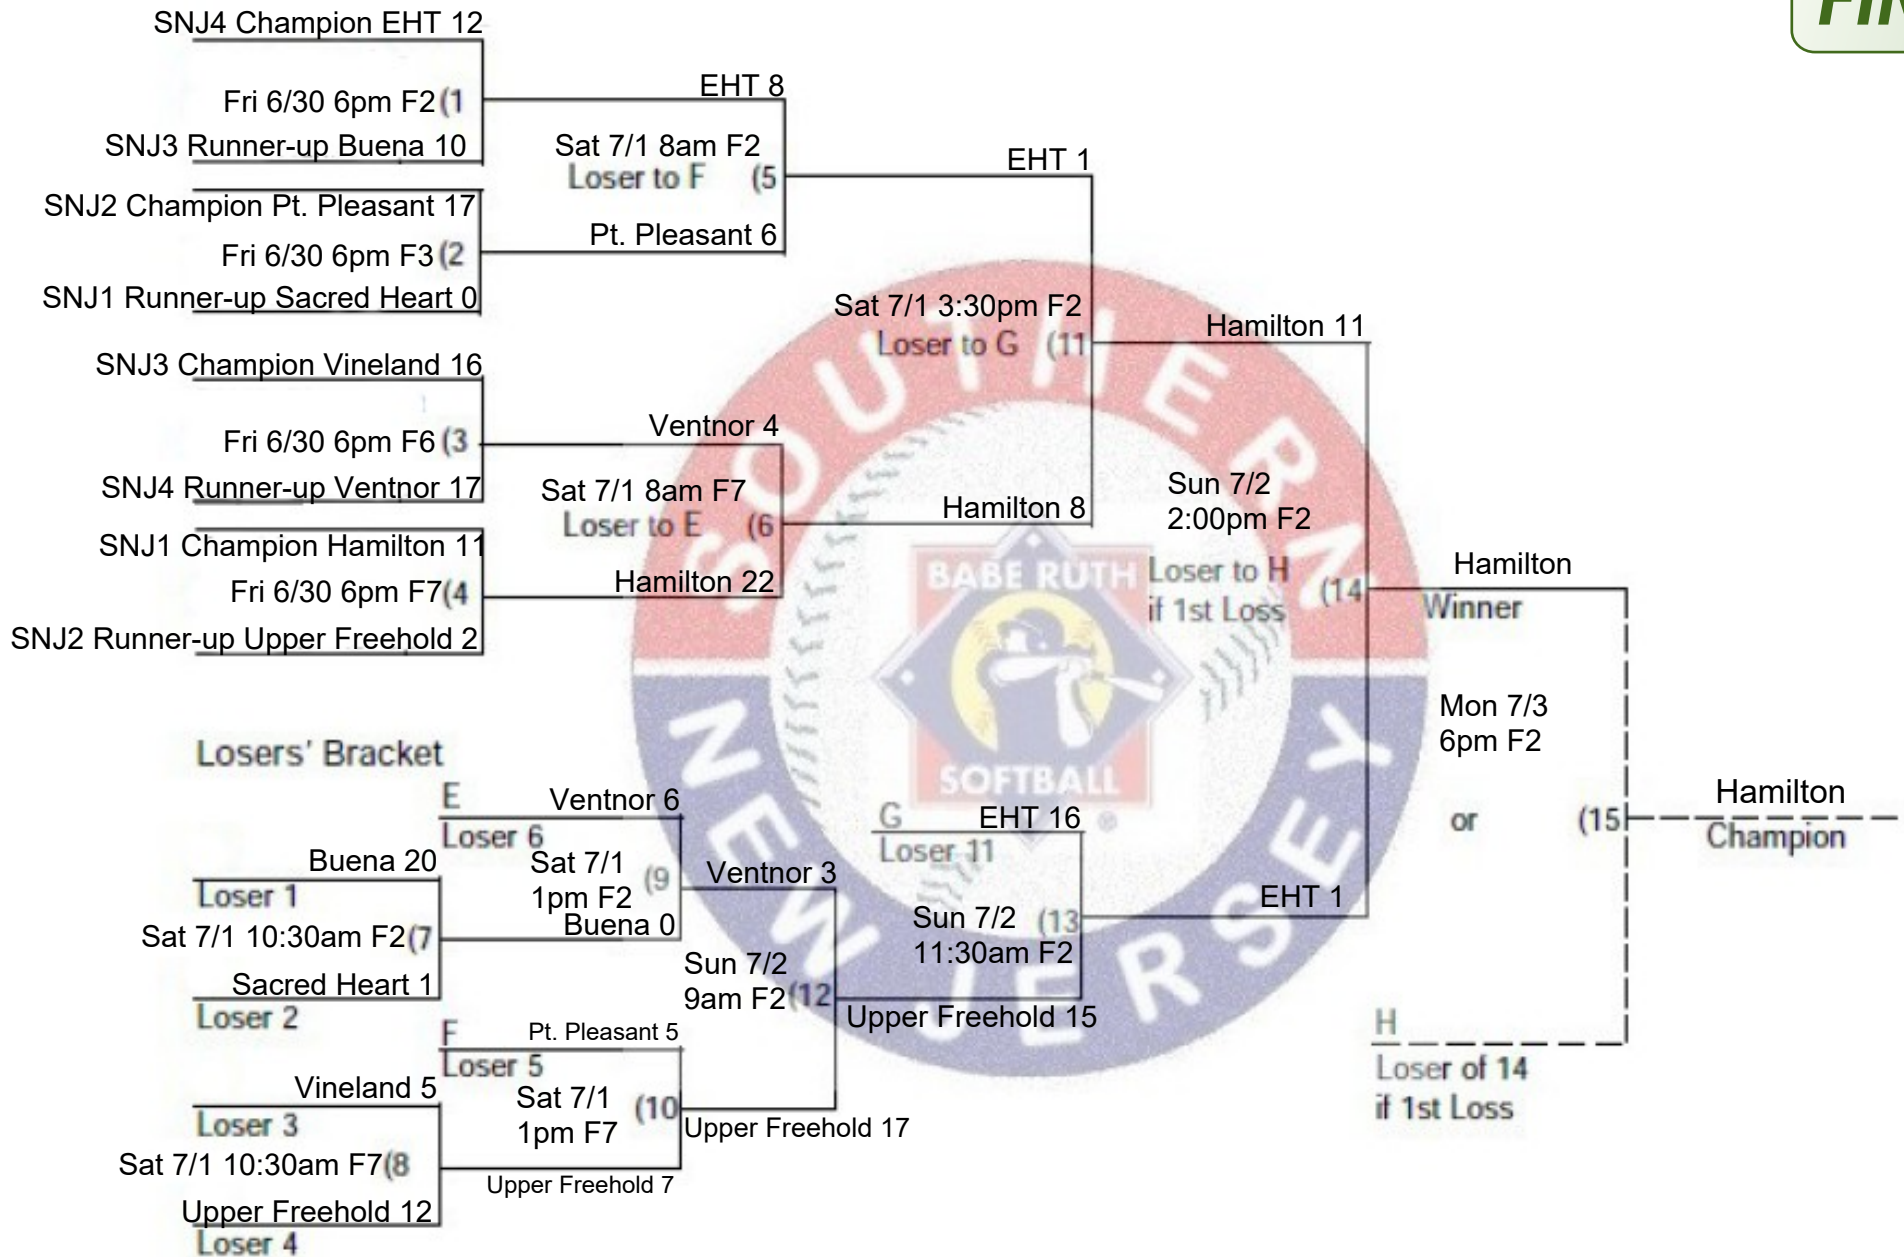 FIN
SNJ4 Champion EHT 12
Fri 6/30 6pm F2 (1
SNJ3 Runner-up Buena 10
SNJ2 Champion Pt. Pleasant 17
Fri 6/30 6pm F3 (2
SNJ1 Runner-up Sacred Heart 0
SNJ3 Champion Vineland 16
Fri 6/30 6pm F6 (3
SNJ4 Runner-up Ventnor 17
SNJ1 Champion Hamilton 11
Fri 6/30 6pm F7 (4
SNJ2 Runner-up Upper Freehold 2
EHT 8
Sat 7/1 8am F2
Loser to F (5
Pt. Pleasant 6
Ventnor 4
Sat 7/1 8am F7
Loser to E (6
Hamilton 22
EHT 1
Sat 7/1 3:30pm F2
Loser to G (11
Hamilton 8
Hamilton 11
Sun 7/2
2:00pm F2
Loser to H
if 1st Loss (14
EHT 1
Hamilton
Winner
Mon 7/3
6pm F2
or (15
Hamilton
Champion
H
Loser of 14
if 1st Loss
Losers' Bracket
E Ventnor 6
Loser 6
Buena 20
Loser 1
Sat 7/1 10:30am F2 (7
Sacred Heart 1
Loser 2
Sat 7/1
1pm F2 (9
Buena 0
Ventnor 3
F Pt. Pleasant 5
Loser 5
Vineland 5
Loser 3
Sat 7/1 10:30am F7 (8
Upper Freehold 12
Loser 4
Sat 7/1
1pm F7 (10
Upper Freehold 7
Upper Freehold 17
Sun 7/2
9am F2 (12
G EHT 16
Loser 11
Sun 7/2 (13
11:30am F2
Upper Freehold 15
SOUTHERN
NEW JERSEY
BABE RUTH
SOFTBALL
®